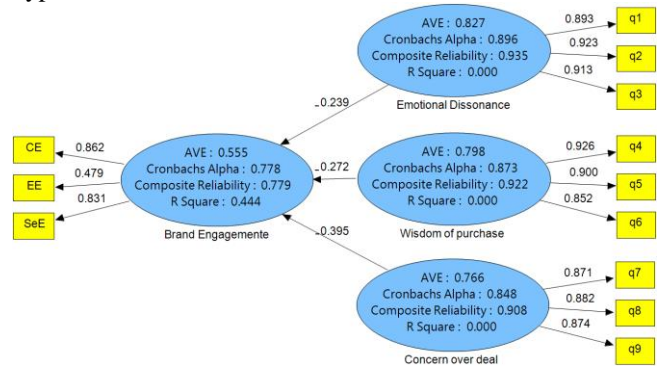 AVE : 0.827
Cronbachs Alpha : 0.896
Composite Reliability : 0.935
R Square : 0.000
Emotional Dissonance
0.893
q1
0.923
q2
0.913
q3
-0.239
CE
0.862
EE
0.479
SeE
0.831
AVE : 0.555
Cronbachs Alpha : 0.778
Composite Reliability : 0.779
R Square : 0.444
Brand Engagemente
-0.272
AVE : 0.798
Cronbachs Alpha : 0.873
Composite Reliability : 0.922
R Square : 0.000
Wisdom of purchase
0.926
q4
0.900
q5
0.852
q6
-0.395
AVE : 0.766
Cronbachs Alpha : 0.848
Composite Reliability : 0.908
R Square : 0.000
Concern over deal
0.871
q7
0.882
q8
0.874
q9